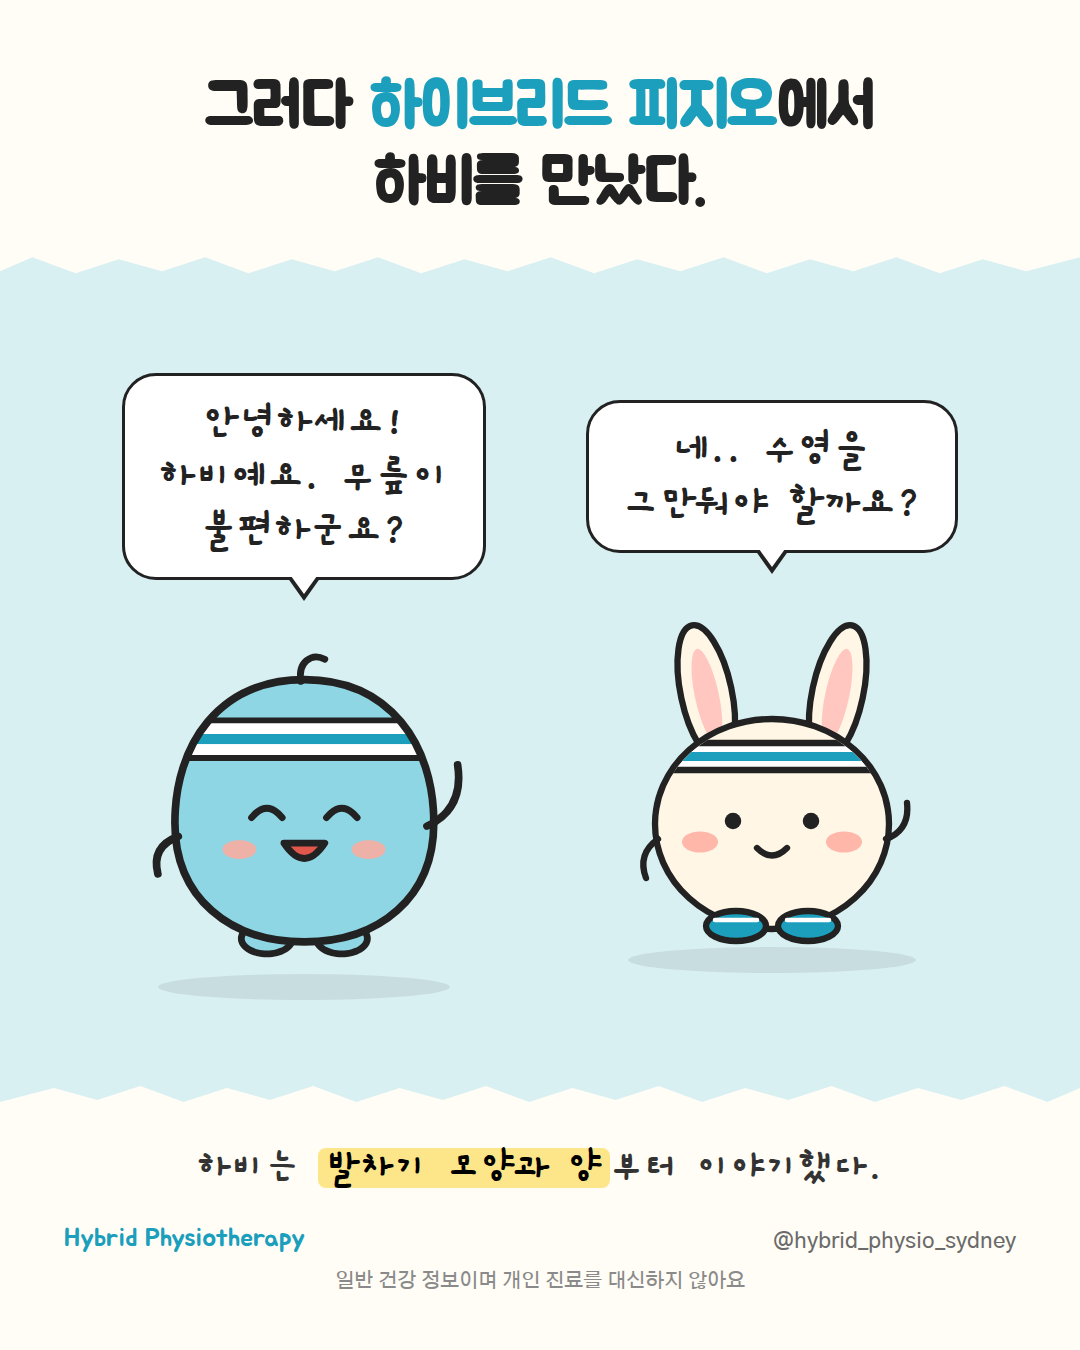 그러다 하이브리드 피지오에서
하비를 만났다.
안녕하세요!
하비예요. 무릎이
불편하군요?
네.. 수영을
그만둬야 할까요?
하비는 발차기 모양과 양부터 이야기했다.
Hybrid Physiotherapy
@hybrid_physio_sydney
일반 건강 정보이며 개인 진료를 대신하지 않아요